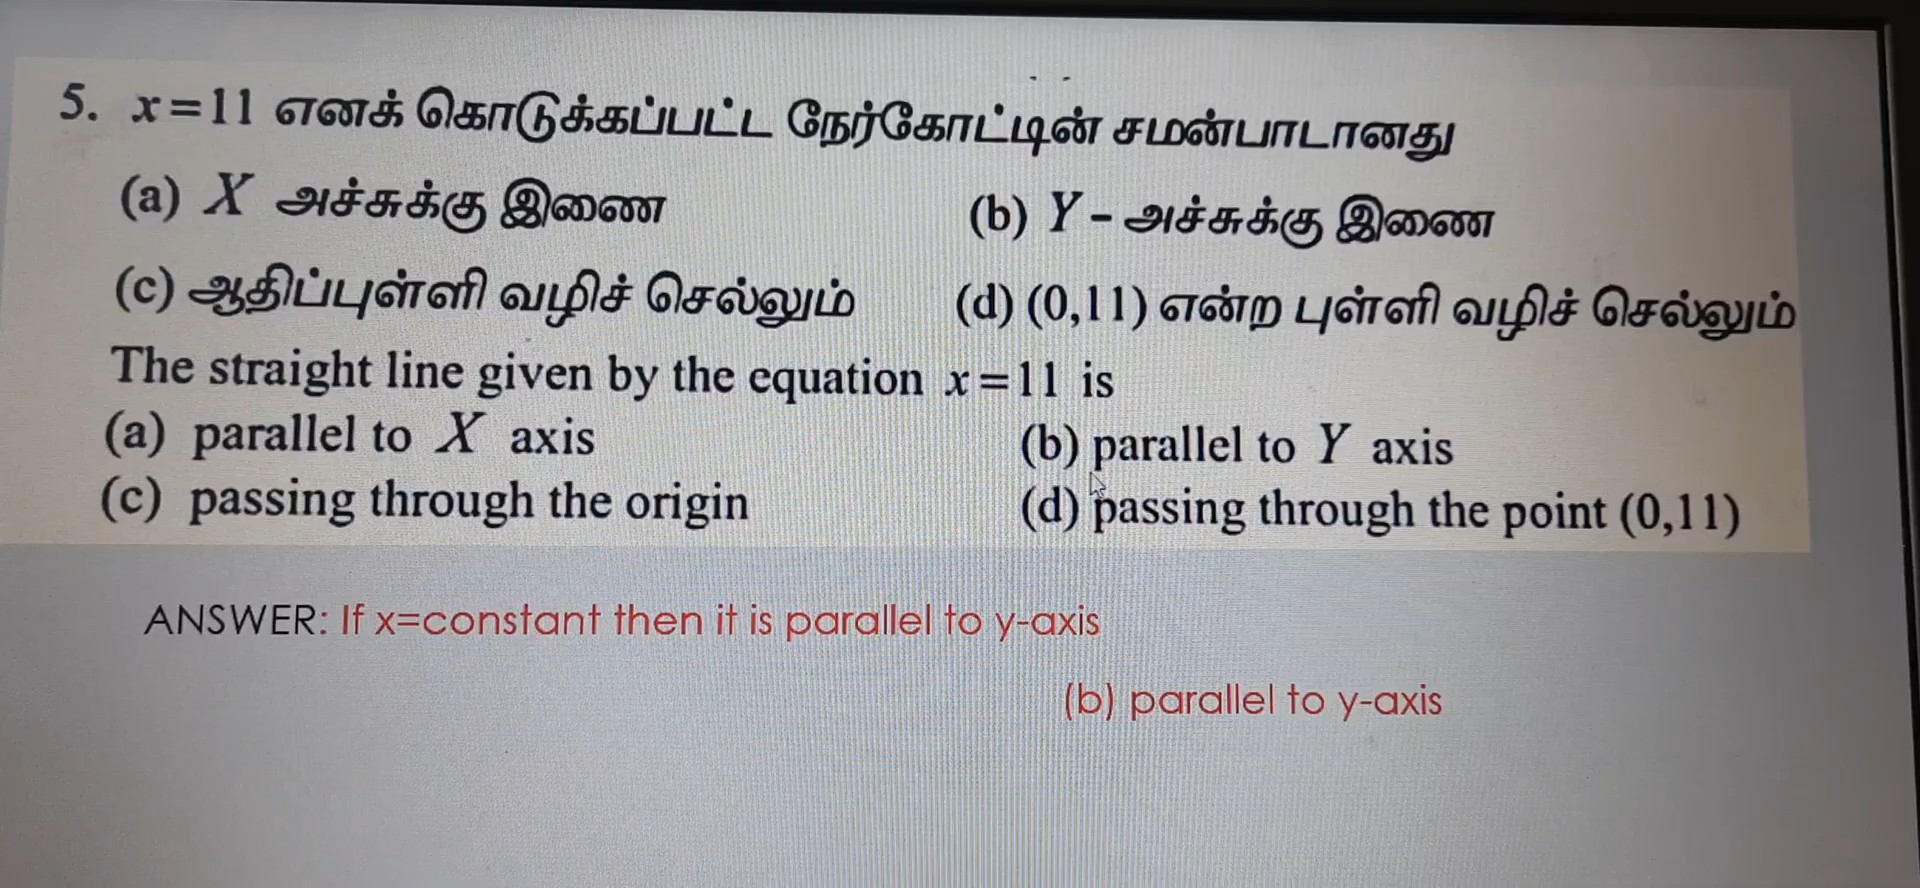 5. x=11 எனக் கொடுக்கப்பட்ட நேர்கோட்டின் சமன்பாடானது
(a) X அச்சுக்கு இணை (b) Y - அச்சுக்கு இணை
(c) ஆதிப்புள்ளி வழிச் செல்லும் (d) (0,11) என்ற புள்ளி வழிச் செல்லும்
The straight line given by the equation x=11 is
(a) parallel to X axis (b) parallel to Y axis
(c) passing through the origin (d) passing through the point (0,11)
ANSWER: If x=constant then it is parallel to y-axis
(b) parallel to y-axis